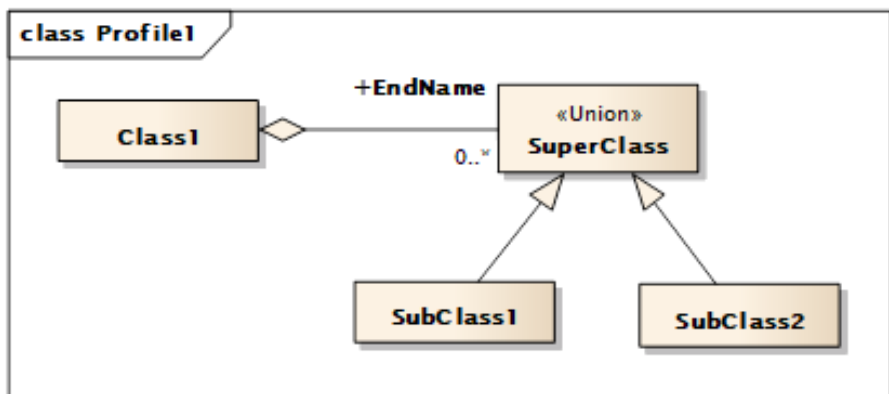 class Profile1
+EndName
«Union»
Class1
SuperClass
0..*
SubClass1
SubClass2